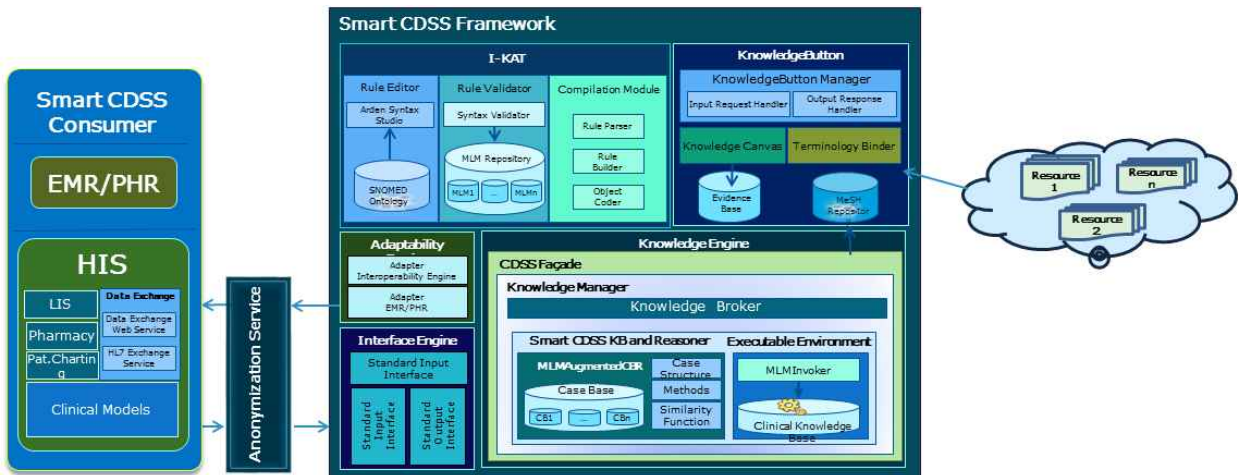 Smart CDSS Framework
Smart CDSS
Consumer
EMR/PHR
HIS
LIS
Pharmacy
Pat.Chartin
g
Data Exchange
Data Exchange
Web Service
HL7 Exchange
Service
Clinical Models
Anonymization Service
I-KAT
Rule Editor
Arden Syntax
Studio
SNOMED
Ontology
Rule Validator
Syntax Validator
MLM Repository
MLM1
...
MLMn
Compilation Module
Rule Parser
Rule
Builder
Object
Coder
KnowledgeButton
KnowledgeButton Manager
Input Request Handler
Output Response
Handler
Knowledge Canvas
Terminology Binder
Evidence
Base
MeSH
Repositor
Resource
1
Resource
n
Resource
2
Adaptability
Adapter
Interoperability Engine
Adapter
EMR/PHR
Interface Engine
Standard Input
Interface
Standard
Input
Interface
Standard
Output
Interface
Knowledge Engine
CDSS Façade
Knowledge Manager
Knowledge Broker
Smart CDSS KB and Reasoner
MLMAugmentedCBR
Case Base
CB1
...
CBn
Case
Structure
Methods
Similarity
Function
Executable Environment
MLMInvoker
Clinical Knowledge
Base